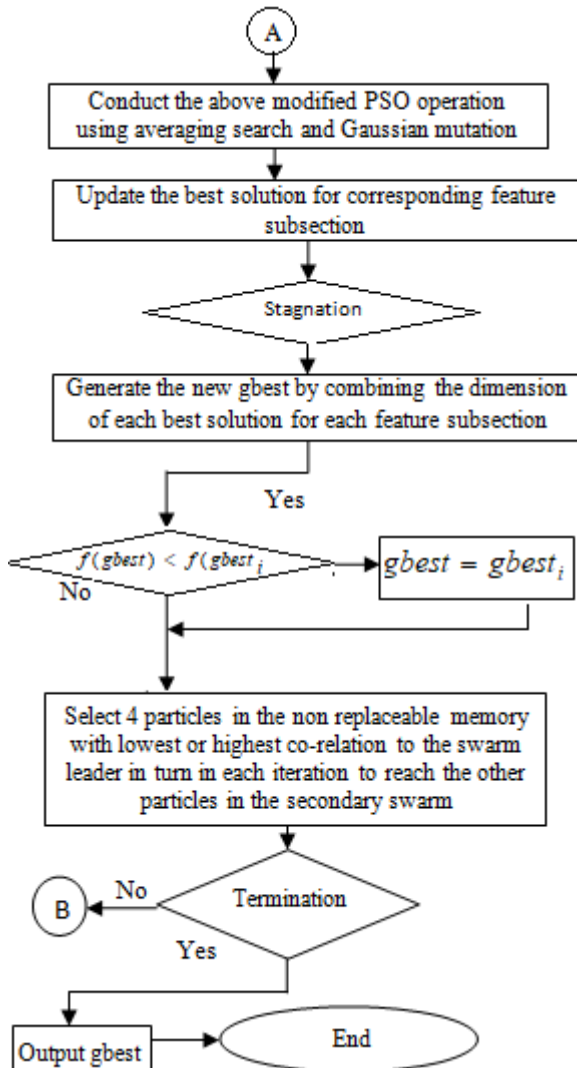 A
Conduct the above modified PSO operation
using averaging search and Gaussian mutation
Update the best solution for corresponding feature
subsection
Stagnation
Generate the new gbest by combining the dimension
of each best solution for each feature subsection
Yes
f(gbest) < f(gbest i
gbest = gbest i
No
Select 4 particles in the non replaceable memory
with lowest or highest co-relation to the swarm
leader in turn in each iteration to reach the other
particles in the secondary swarm
No
B
Termination
Yes
Output gbest
End